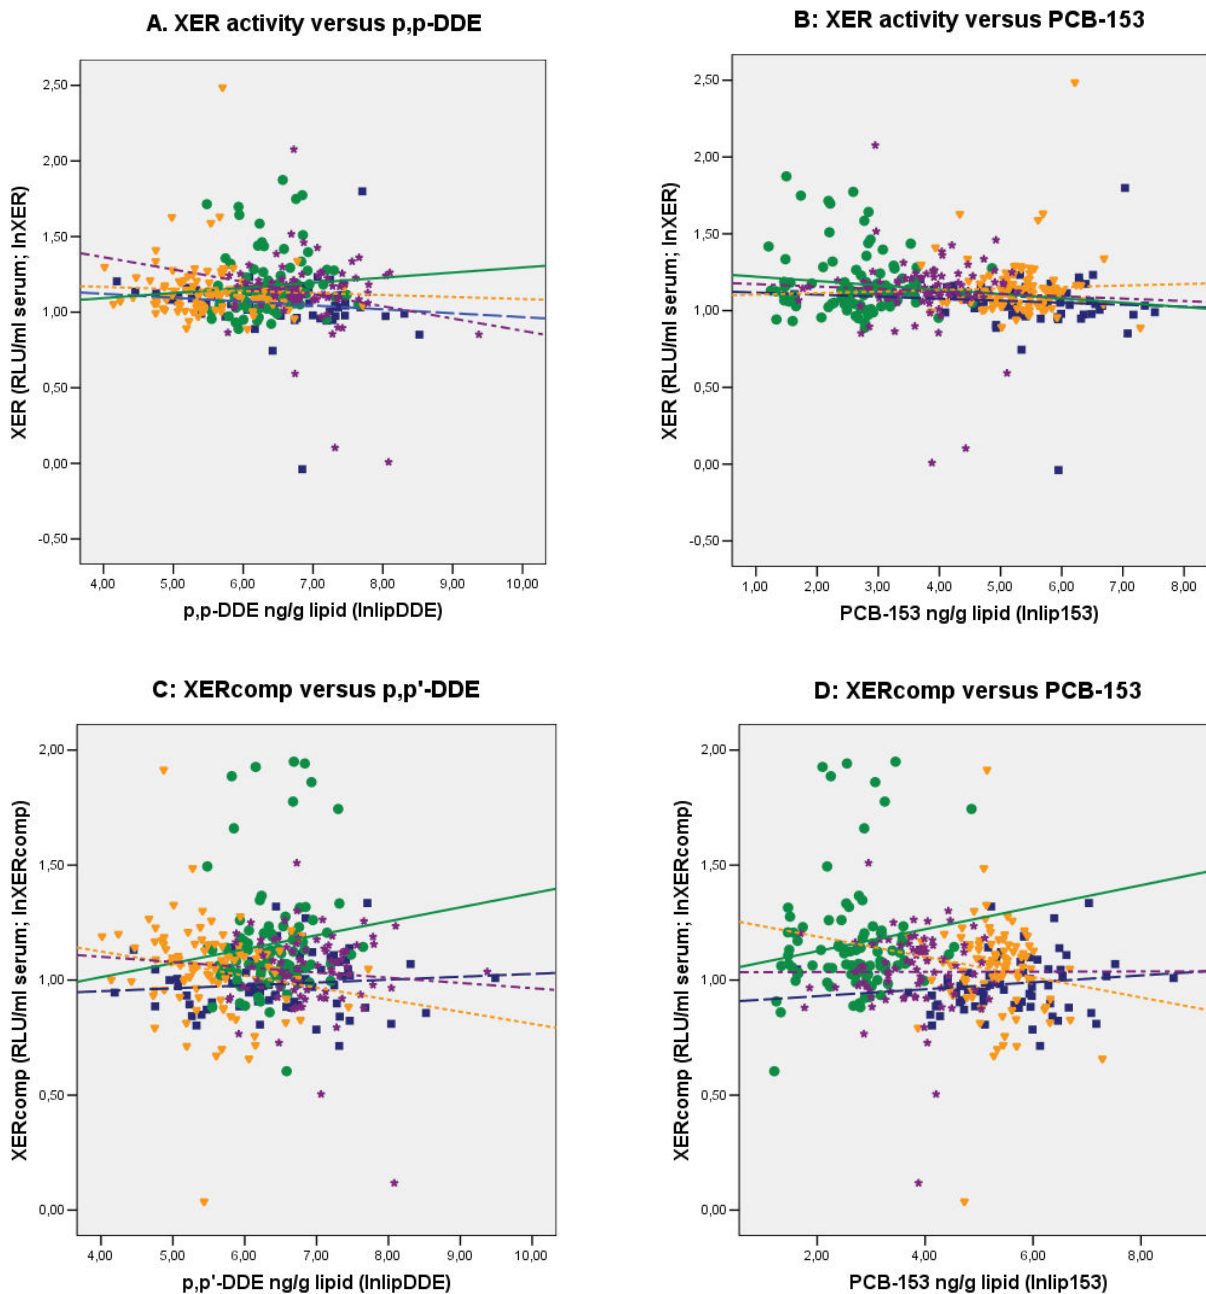 A. XER activity versus p,p-DDE
XER (RLU/ml serum; lnXER)
2,50
2,00
1,50
1,00
0,50
0,00
-0,50
4,00 5,00 6,00 7,00 8,00 9,00 10,00
p,p-DDE ng/g lipid (lnlipDDE)
B: XER activity versus PCB-153
XER (RLU/ml serum; lnXER)
2,50
2,00
1,50
1,00
0,50
0,00
-0,50
1,00 2,00 3,00 4,00 5,00 6,00 7,00 8,00
PCB-153 ng/g lipid (lnlip153)
C: XERcomp versus p,p'-DDE
XERcomp (RLU/ml serum; lnXERcomp)
2,00
1,50
1,00
0,50
0,00
4,00 5,00 6,00 7,00 8,00 9,00 10,00
p,p'-DDE ng/g lipid (lnlipDDE)
D: XERcomp versus PCB-153
XERcomp (RLU/ml serum; lnXERcomp)
2,00
1,50
1,00
0,50
0,00
2,00 4,00 6,00 8,00
PCB-153 ng/g lipid (lnlip153)